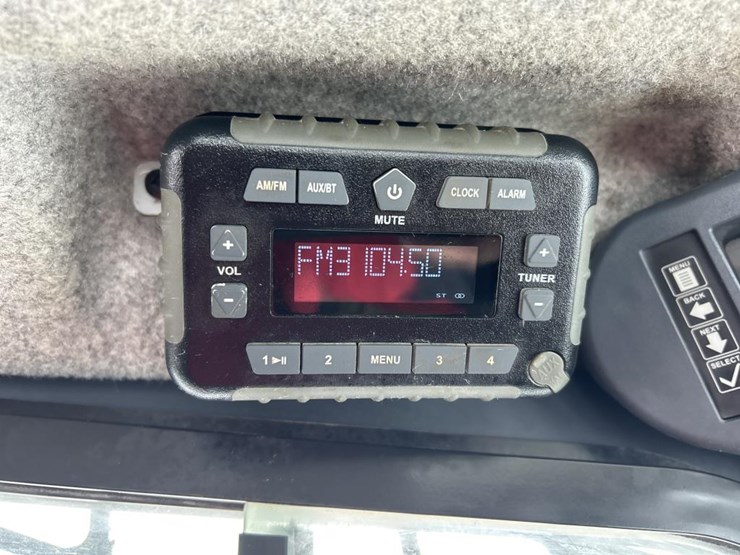 AM/FM AUX/BT CLOCK ALARM
MUTE
+ +
VOL TUNER
- -
FM3 104.50
ST
1 ►II 2 MENU 3 4
MENU
BACK
NEXT
SELECT